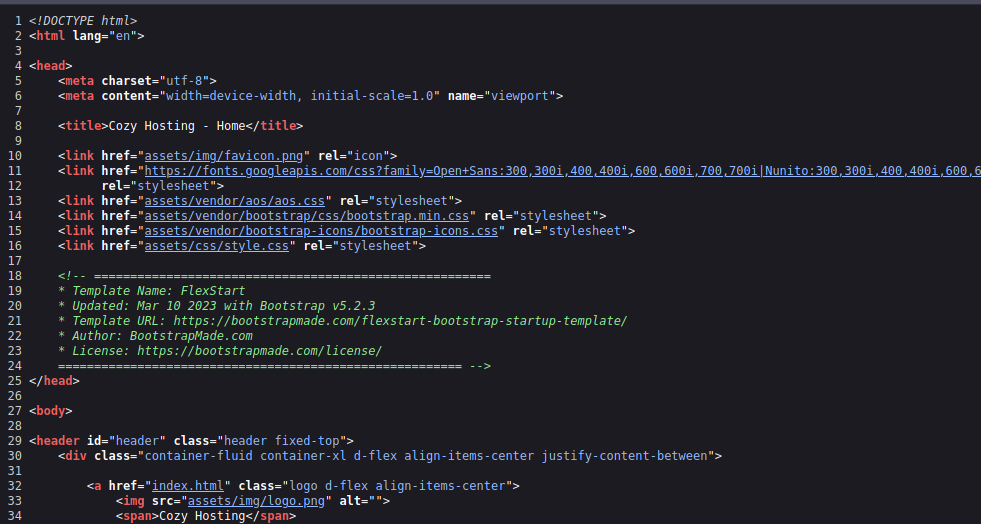 1 <!DOCTYPE html>
2 <html lang="en">
3
4 <head>
5     <meta charset="utf-8">
6     <meta content="width=device-width, initial-scale=1.0" name="viewport">
7
8     <title>Cozy Hosting - Home</title>
9
10     <link href="assets/img/favicon.png" rel="icon">
11     <link href="https://fonts.googleapis.com/css?family=Open+Sans:300,300i,400,400i,600,600i,700,700i|Nunito:300,300i,400,400i,600,6
12           rel="stylesheet">
13     <link href="assets/vendor/aos/aos.css" rel="stylesheet">
14     <link href="assets/vendor/bootstrap/css/bootstrap.min.css" rel="stylesheet">
15     <link href="assets/vendor/bootstrap-icons/bootstrap-icons.css" rel="stylesheet">
16     <link href="assets/css/style.css" rel="stylesheet">
17
18     <!-- =======================================================
19     * Template Name: FlexStart
20     * Updated: Mar 10 2023 with Bootstrap v5.2.3
21     * Template URL: https://bootstrapmade.com/flexstart-bootstrap-startup-template/
22     * Author: BootstrapMade.com
23     * License: https://bootstrapmade.com/license/
24     ======================================================== -->
25 </head>
26
27 <body>
28
29 <header id="header" class="header fixed-top">
30     <div class="container-fluid container-xl d-flex align-items-center justify-content-between">
31
32         <a href="index.html" class="logo d-flex align-items-center">
33             <img src="assets/img/logo.png" alt="">
34             <span>Cozy Hosting</span>